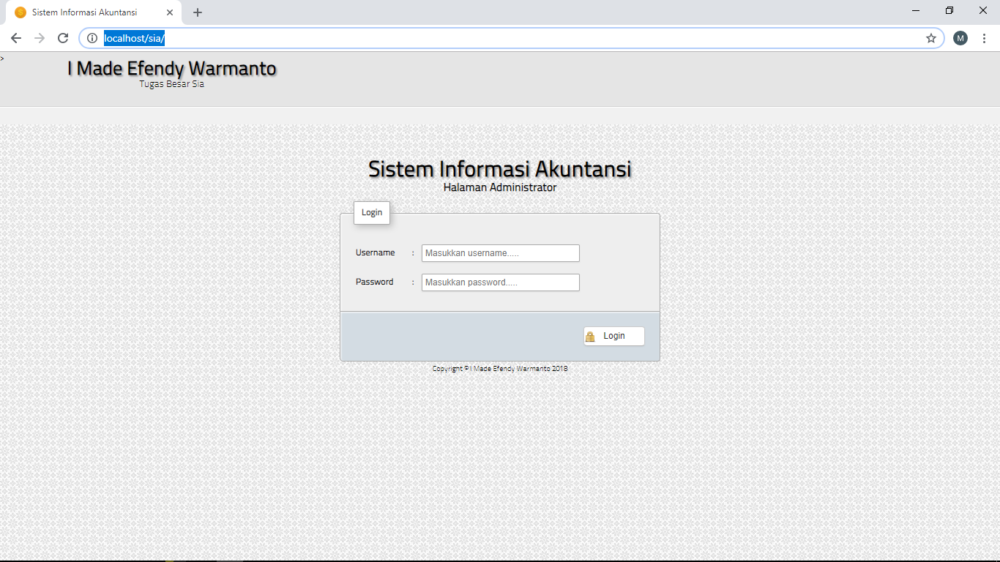 Sistem Informasi Akuntansi
localhost/sia/
M
>
I Made Efendy Warmanto
Tugas Besar Sia
Sistem Informasi Akuntansi
Halaman Administrator
Login
Username : Masukkan username.....
Password : Masukkan password.....
Login
Copyright © I Made Efendy Warmanto 2018